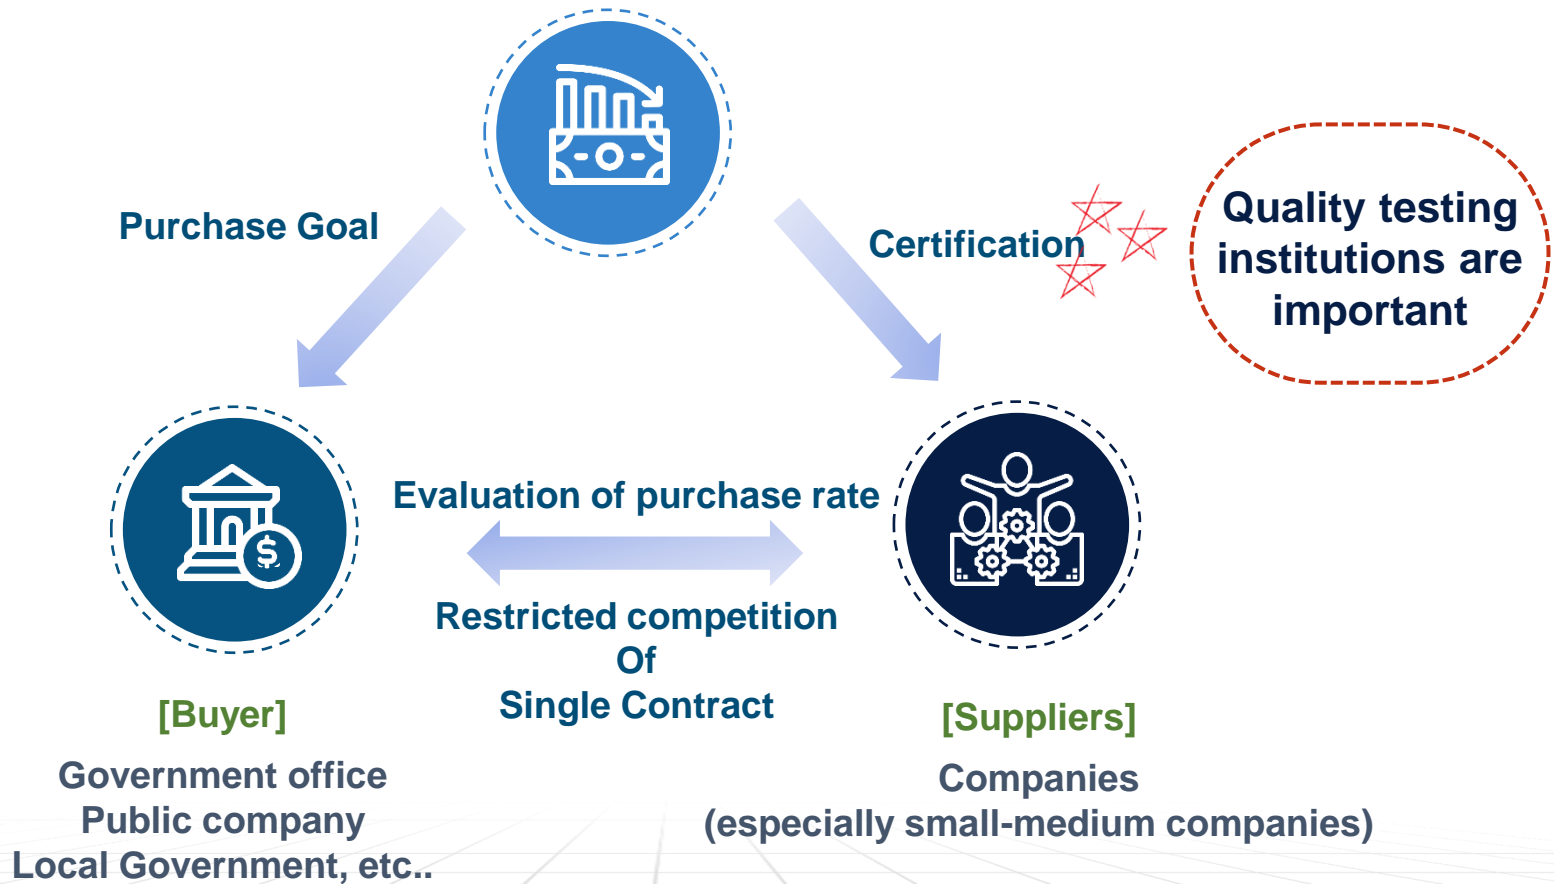 Purchase Goal
Certification
Quality testing
institutions are
important
Evaluation of purchase rate
$
Restricted competition
Of
Single Contract
[Buyer]
Government office
Public company
Local Government, etc..
[Suppliers]
Companies
(especially small-medium companies)